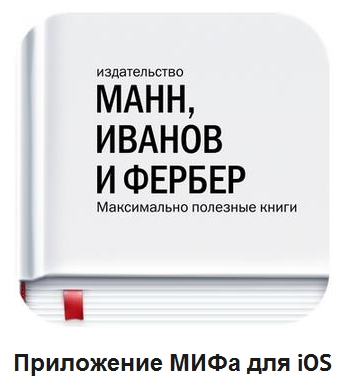 издательство
МАНН,
ИВАНОВ
И ФЕРБЕР
Максимально полезные книги
Приложение МИФа для iOS